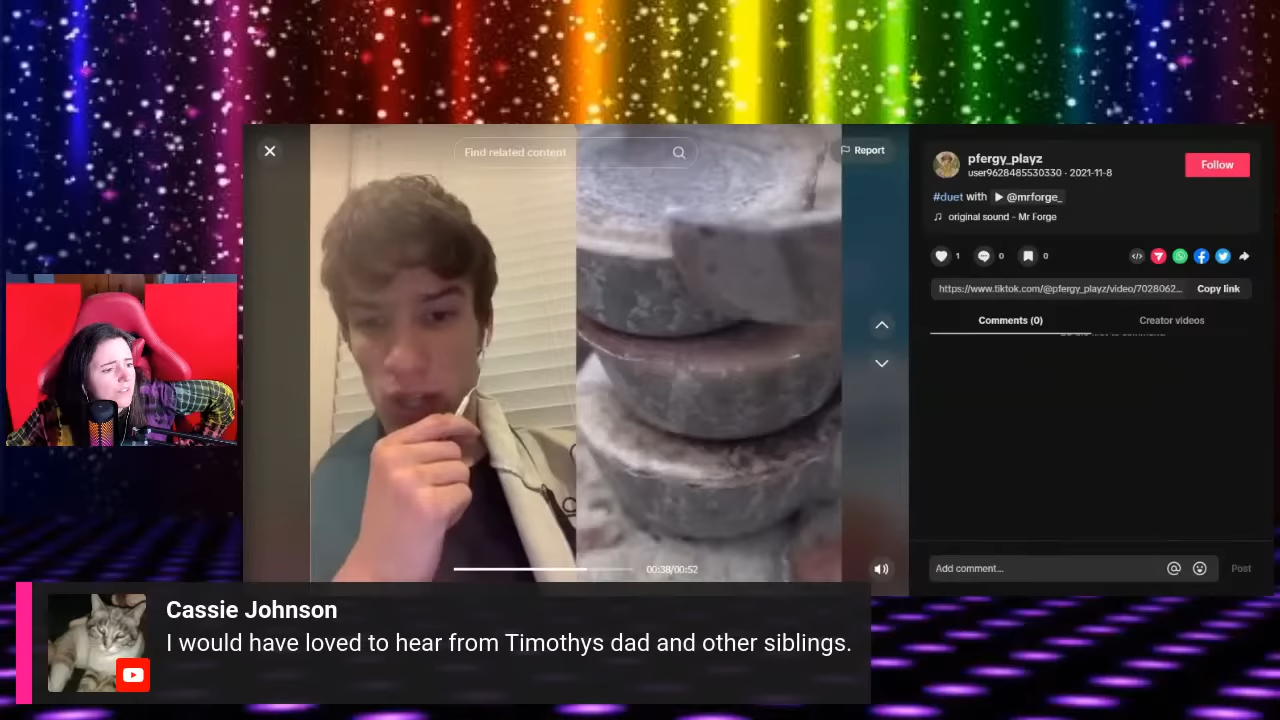 Find related content
Report
pfergy_playz
user9628485530330 · 2021-11-8
Follow
#duet with ▶ @mrforge_
♫ original sound - Mr Forge
1
0
0
https://www.tiktok.com/@pfergy_playz/video/7028062...
Copy link
Comments (0)
Creator videos
00:38/00:52
Add comment...
Post
Cassie Johnson
I would have loved to hear from Timothys dad and other siblings.